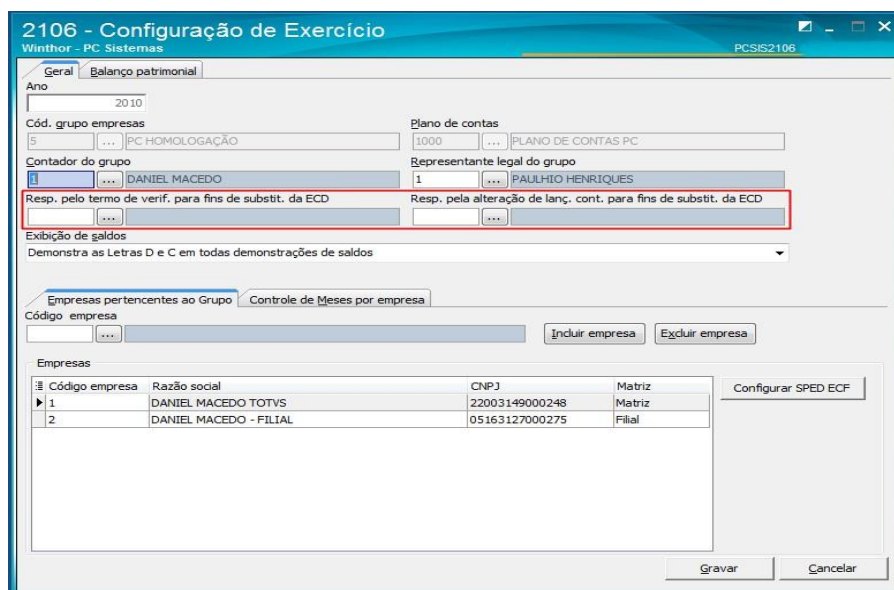 2106 - Configuração de Exercício
Winthor - PC Sistemas
PCSIS2106
Geral Balanço patrimonial
Ano
2010
Cód. grupo empresas Plano de contas
5 ... PC HOMOLOGAÇÃO 1000 ... PLANO DE CONTAS PC
Contador do grupo Representante legal do grupo
1 ... DANIEL MACEDO 1 ... PAULHIO HENRIQUES
Resp. pelo termo de verif. para fins de substit. da ECD Resp. pela alteração de lanç. cont. para fins de substit. da ECD
... ...
Exibição de saldos
Demonstra as Letras D e C em todas demonstrações de saldos
Empresas pertencentes ao Grupo Controle de Meses por empresa
Código empresa
... Incluir empresa Excluir empresa
Empresas
Código empresa Razão social CNPJ Matriz Configurar SPED ECF
1 DANIEL MACEDO TOTVS 22003149000248 Matriz
2 DANIEL MACEDO - FILIAL 05163127000275 Filial
Gravar Cancelar